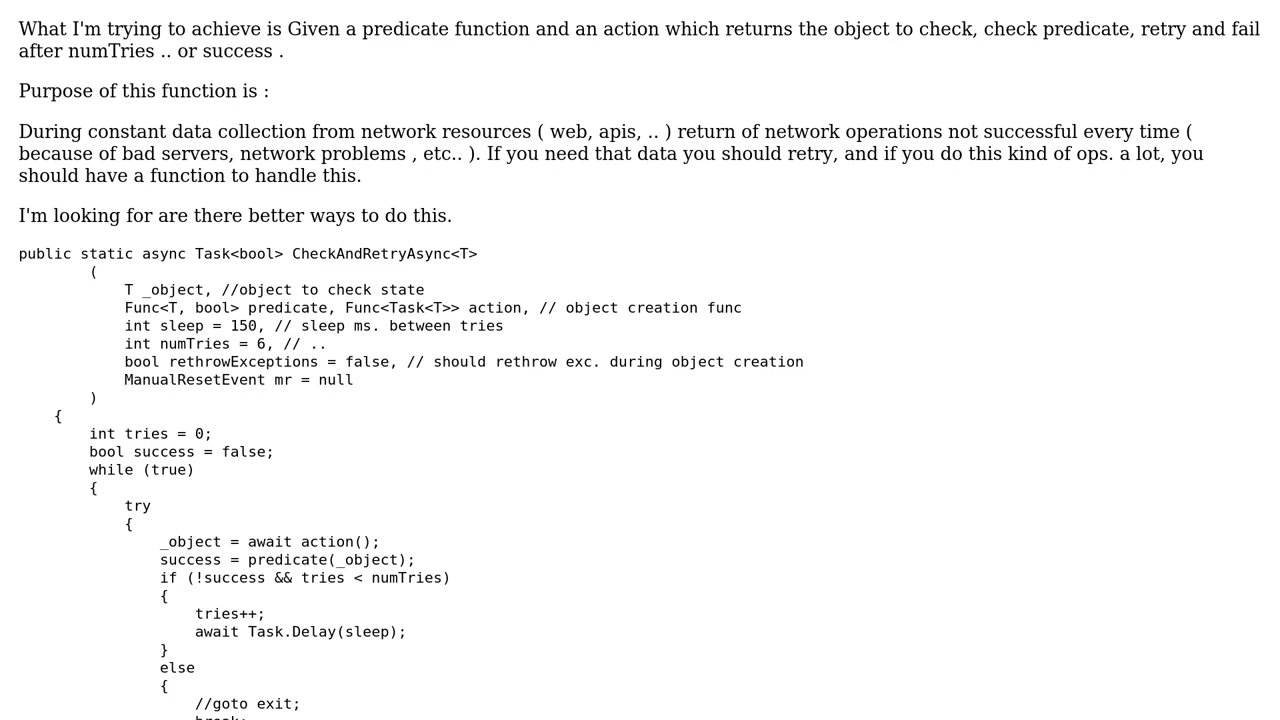 What I'm trying to achieve is Given a predicate function and an action which returns the object to check, check predicate, retry and fail
after numTries .. or success .
Purpose of this function is :
During constant data collection from network resources ( web, apis, .. ) return of network operations not successful every time (
because of bad servers, network problems , etc.. ). If you need that data you should retry, and if you do this kind of ops. a lot, you
should have a function to handle this.
I'm looking for are there better ways to do this.
public static async Task<bool> CheckAndRetryAsync<T>
(
T _object, //object to check state
Func<T, bool> predicate, Func<Task<T>> action, // object creation func
int sleep = 150, // sleep ms. between tries
int numTries = 6, // ..
bool rethrowExceptions = false, // should rethrow exc. during object creation
ManualResetEvent mr = null
)
{
int tries = 0;
bool success = false;
while (true)
{
try
{
_object = await action();
success = predicate(_object);
if (!success && tries < numTries)
{
tries++;
await Task.Delay(sleep);
}
else
{
//goto exit;
break;